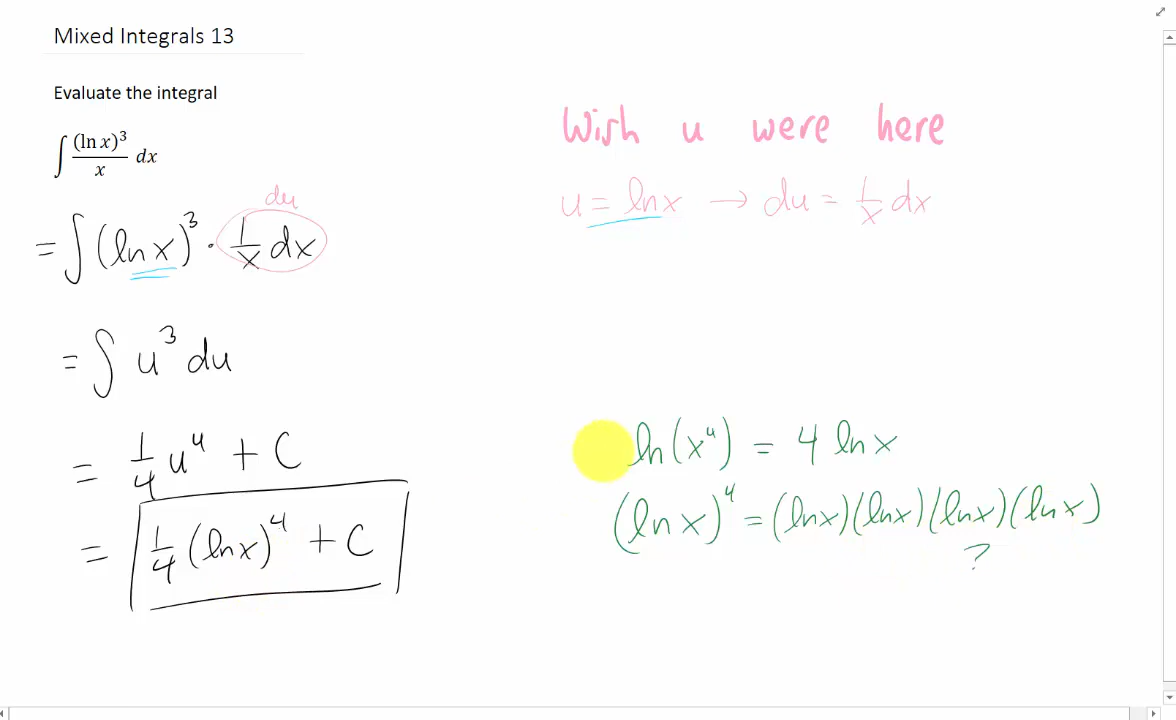 Mixed Integrals 13
Evaluate the integral
∫ (ln x)³/x dx
du
= ∫ (ln x)³ · 1/x dx
= ∫ u³ du
= 1/4 u⁴ + C
= 1/4 (ln x)⁴ + C
Wish u were here
u = ln x → du = 1/x dx
ln(x⁴) = 4 ln x
(ln x)⁴ = (ln x)(ln x)(ln x)(ln x)
?